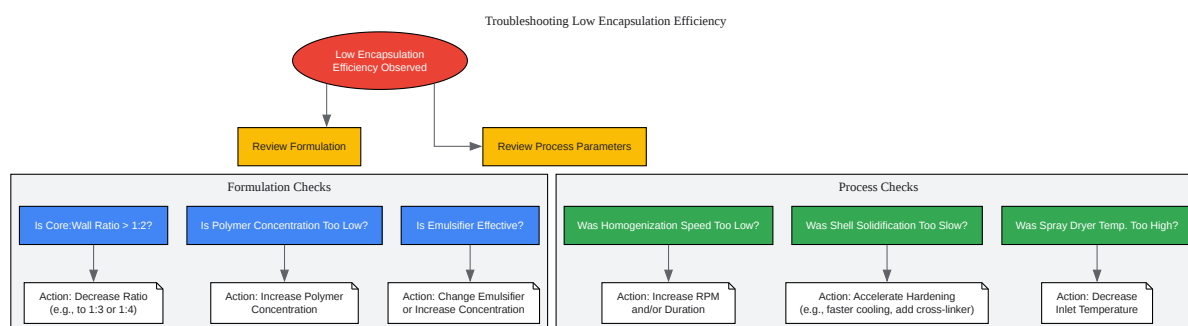 Troubleshooting Low Encapsulation Efficiency
Low Encapsulation
Efficiency Observed
Review Formulation
Review Process Parameters
Formulation Checks
Is Core:Wall Ratio > 1:2?
Is Polymer Concentration Too Low?
Is Emulsifier Effective?
Action: Decrease Ratio
(e.g., to 1:3 or 1:4)
Action: Increase Polymer
Concentration
Action: Change Emulsifier
or Increase Concentration
Process Checks
Was Homogenization Speed Too Low?
Was Shell Solidification Too Slow?
Was Spray Dryer Temp. Too High?
Action: Increase RPM
and/or Duration
Action: Accelerate Hardening
(e.g., faster cooling, add cross-linker)
Action: Decrease
Inlet Temperature